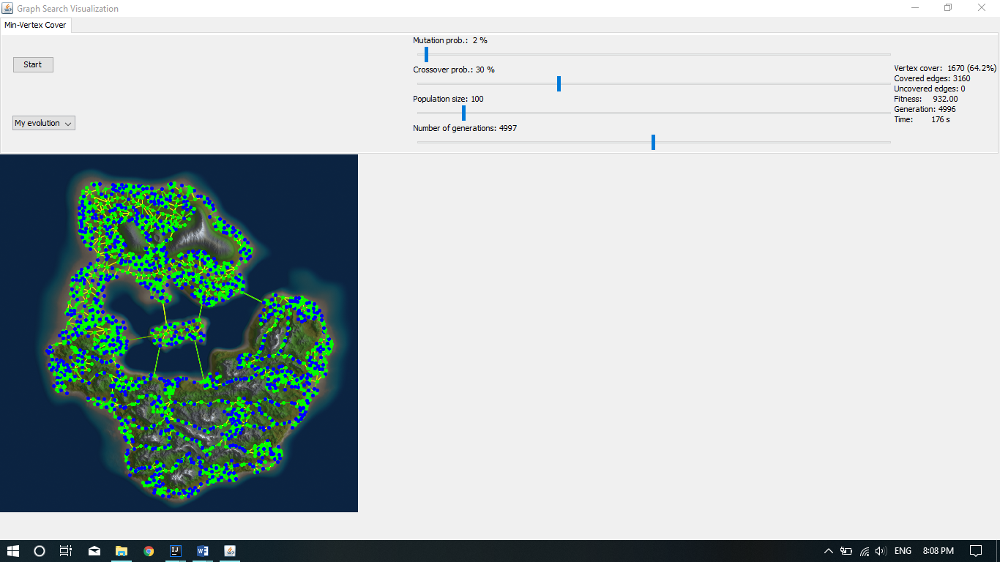 Graph Search Visualization
Min-Vertex Cover
Start
My evolution
Mutation prob.: 2 %
Crossover prob.: 30 %
Population size: 100
Number of generations: 4997
Vertex cover: 1670 (64.2%)
Covered edges: 3160
Uncovered edges: 0
Fitness: 932.00
Generation: 4996
Time: 176 s
IJ
W
ENG
8:08 PM